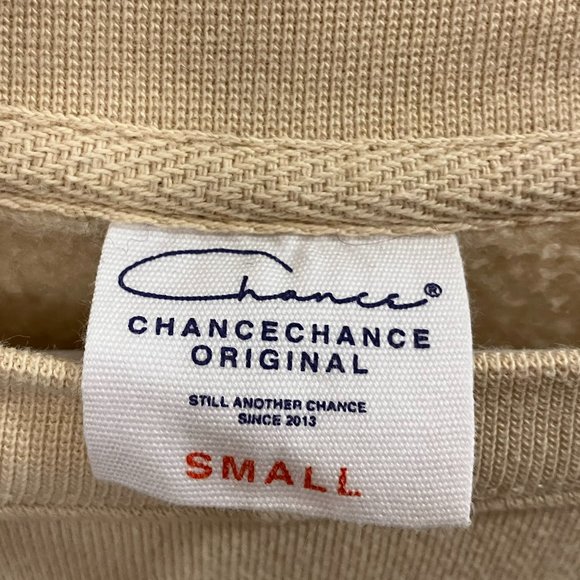 Chance®
CHANCECHANCE
ORIGINAL
STILL ANOTHER CHANCE
SINCE 2013
SMALL